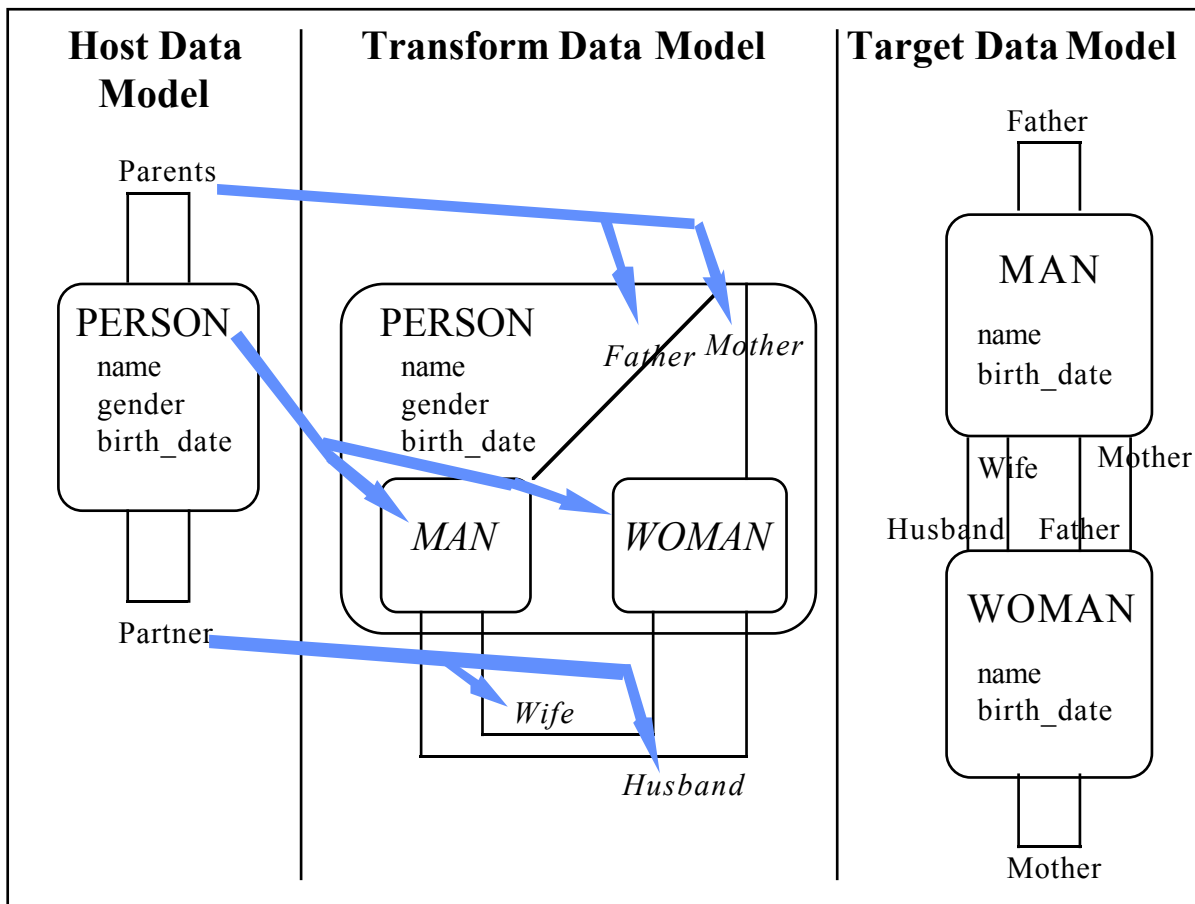 Host Data
Model
Parents
PERSON
name
gender
birth_date
Partner
Transform Data Model
PERSON
name
gender
birth_date
Father
Mother
MAN
WOMAN
Wife
Husband
Target Data Model
Father
MAN
name
birth_date
Wife
Mother
Husband
Father
WOMAN
name
birth_date
Mother